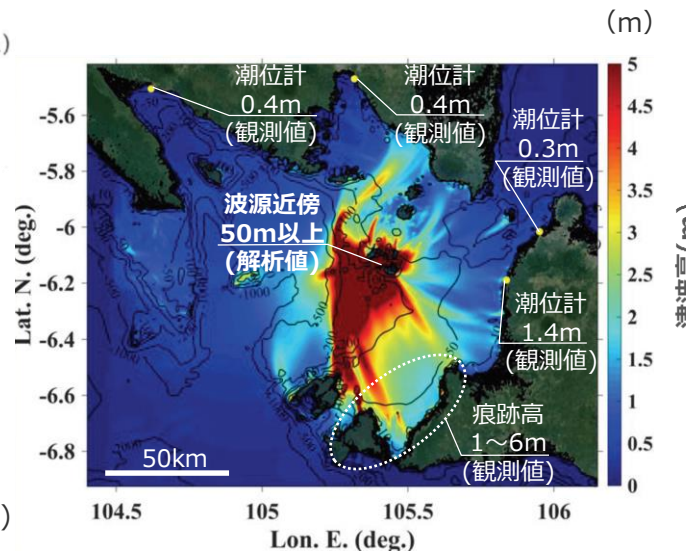 (m)
潮位計
0.4m
(観測値)
潮位計
0.4m
(観測値)
潮位計
0.3m
(観測値)
波源近傍
50m以上
(解析値)
潮位計
1.4m
(観測値)
痕跡高
1～6m
(観測値)
50km
-5.6
-5.8
-6
-6.2
-6.4
-6.6
-6.8
Lat. N. (deg.)
104.5
105
105.5
106
Lon. E. (deg.)
5
4.5
4
3.5
3
2.5
2
1.5
1
0.5
0
-50
-1000
-2000